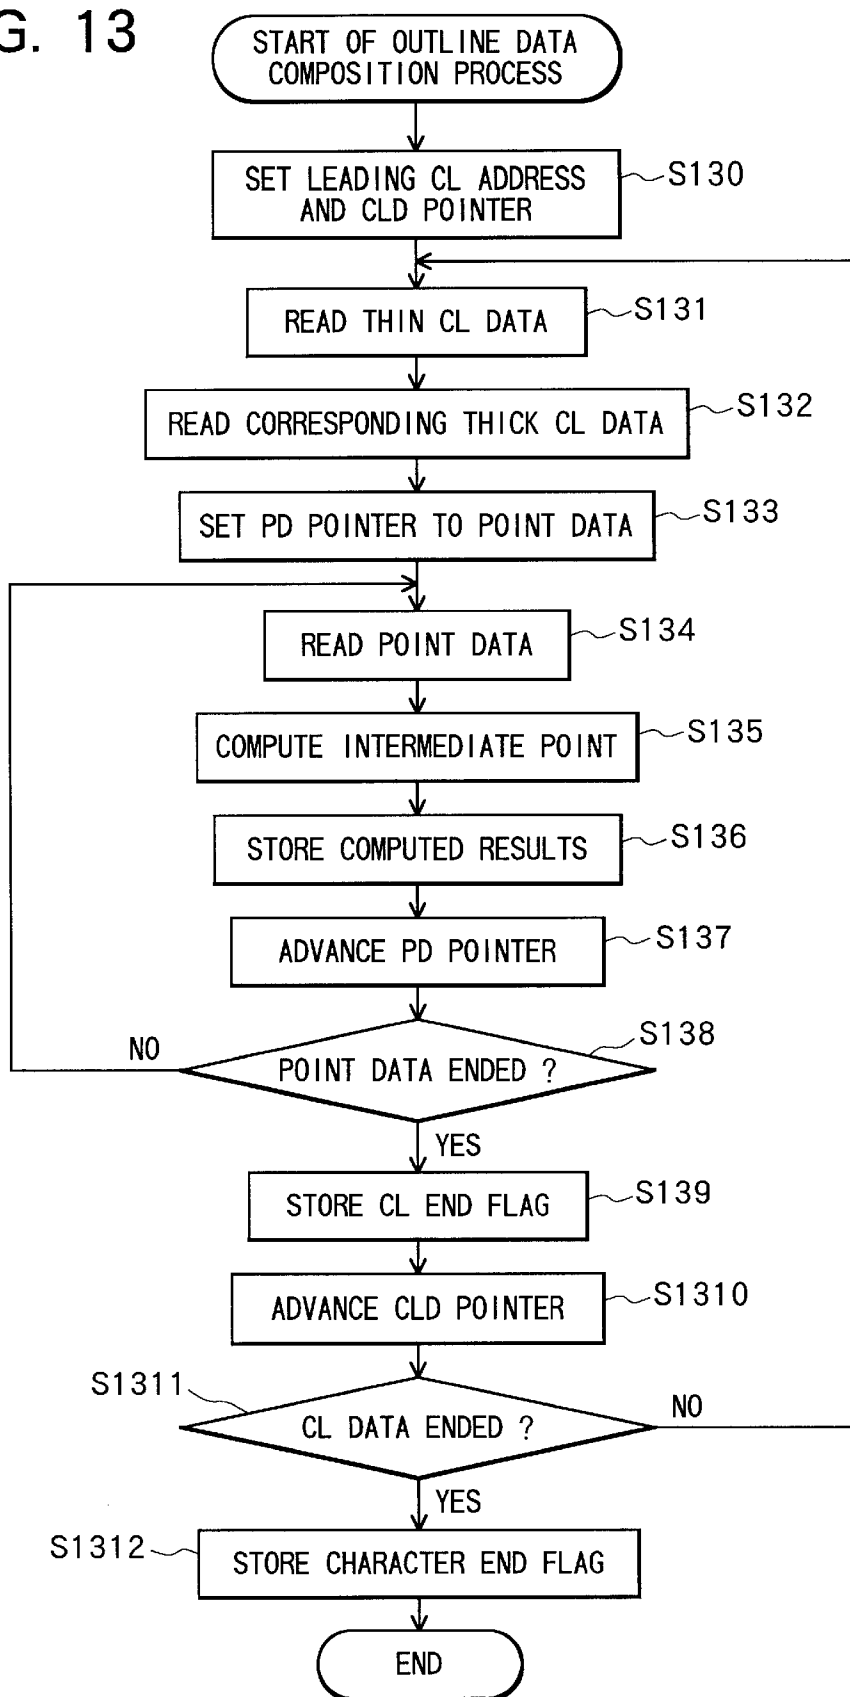 G. 13
START OF OUTLINE DATA
COMPOSITION PROCESS
SET LEADING CL ADDRESS
AND CLD POINTER
S130
READ THIN CL DATA
S131
READ CORRESPONDING THICK CL DATA
S132
SET PD POINTER TO POINT DATA
S133
READ POINT DATA
S134
COMPUTE INTERMEDIATE POINT
S135
STORE COMPUTED RESULTS
S136
ADVANCE PD POINTER
S137
NO
POINT DATA ENDED ?
S138
YES
STORE CL END FLAG
S139
ADVANCE CLD POINTER
S1310
S1311
CL DATA ENDED ?
NO
YES
S1312
STORE CHARACTER END FLAG
END